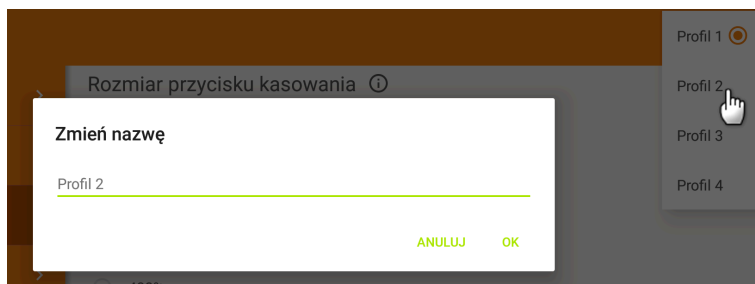 Profil 1
Rozmiar przycisku kasowania
Profil 2
Zmień nazwę
Profil 3
Profil 2
Profil 4
ANULUJ OK